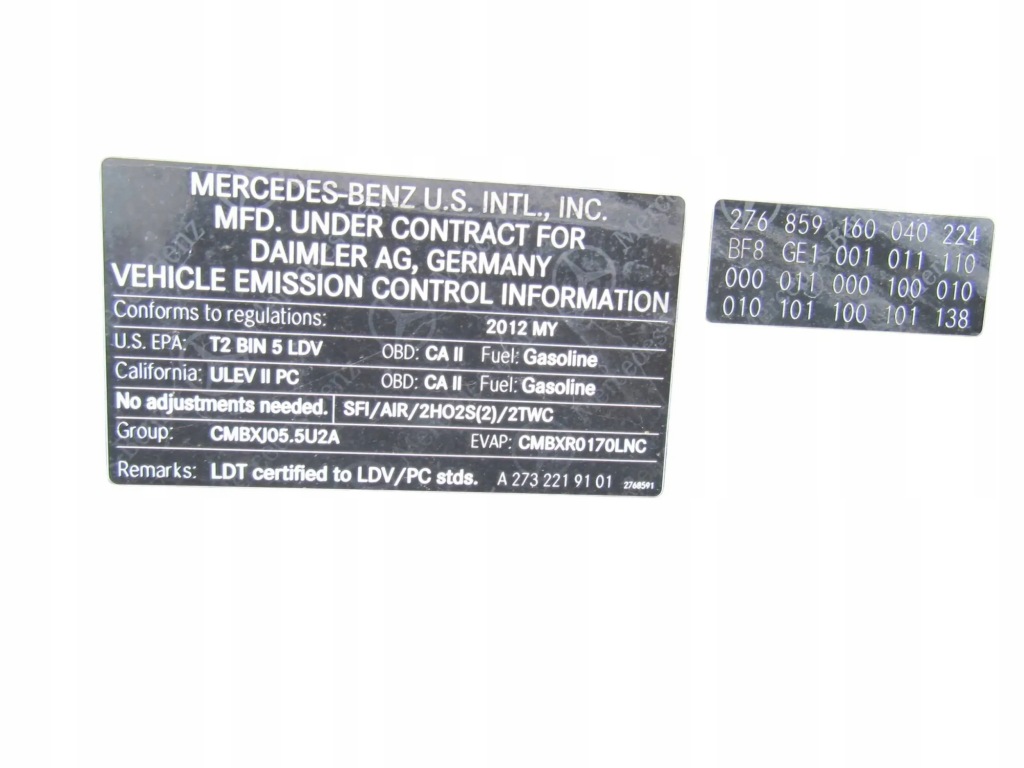 MERCEDES-BENZ U.S. INTL., INC.
MFD. UNDER CONTRACT FOR
DAIMLER AG, GERMANY
VEHICLE EMISSION CONTROL INFORMATION
Conforms to regulations: 2012 MY
U.S. EPA: T2 BIN 5 LDV OBD: CA II Fuel: Gasoline
California: ULEV II PC OBD: CA II Fuel: Gasoline
No adjustments needed. SFI/AIR/2HO2S(2)/2TWC
Group: CMBXJ05.5U2A EVAP: CMBXR0170LNC
Remarks: LDT certified to LDV/PC stds. A 273 221 91 01 2768591
276 859 160 040 224
BF8 GE1 001 011 110
000 011 000 100 010
010 101 100 101 138